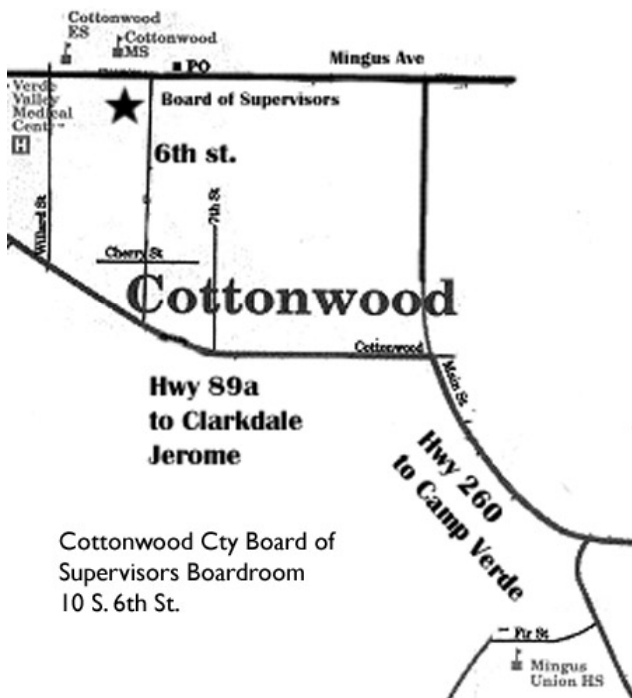 Cottonwood
ES
Cottonwood
MS
PO
Mingus Ave
Verde
Valley
Medical
Cent
H
Board of Supervisors
6th st.
Willard St
7th St
Cherry St
Cottonwood
Cottonwood
Main St
Hwy 89a
to Clarkdale
Jerome
Hwy 260
to Camp Verde
Cottonwood Cty Board of
Supervisors Boardroom
10 S. 6th St.
Fir St
Mingus
Union HS